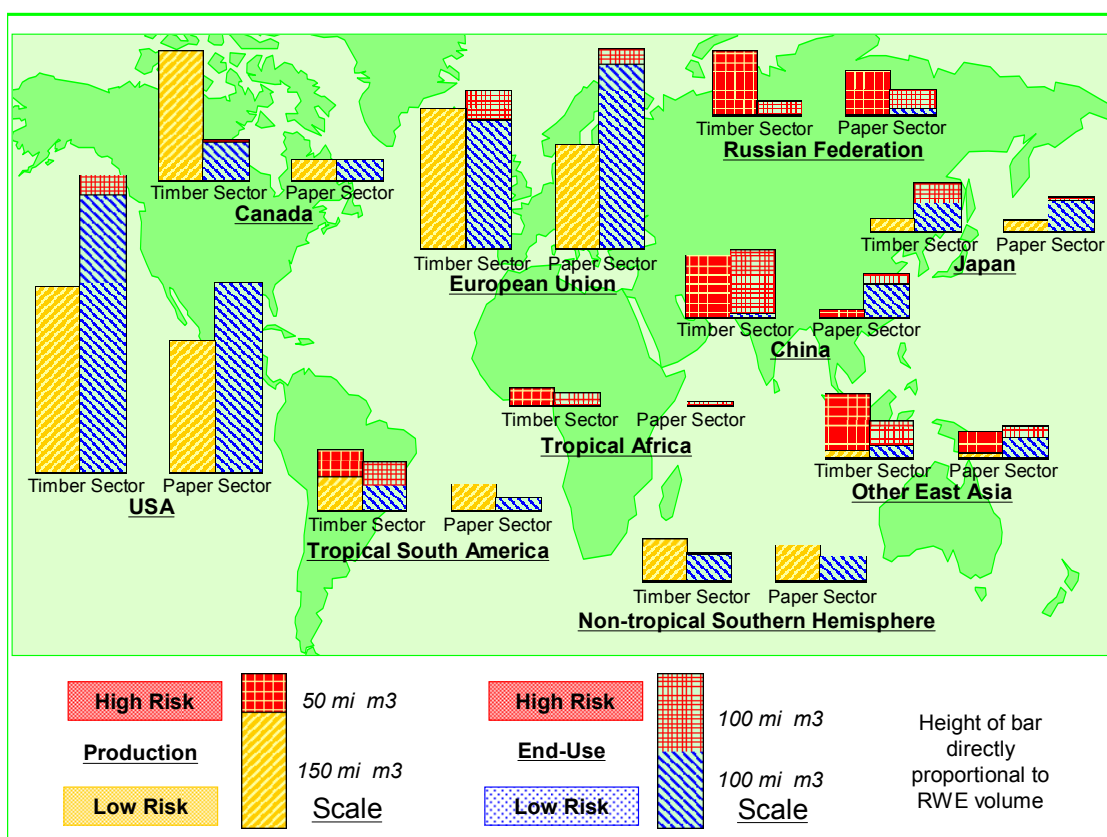 Timber Sector
Paper Sector
Russian Federation
Timber Sector
Paper Sector
Canada
Timber Sector
Paper Sector
European Union
Timber Sector
Paper Sector
Japan
Timber Sector
Paper Sector
China
Timber Sector
Paper Sector
Tropical Africa
Timber Sector
Paper Sector
USA
Timber Sector
Paper Sector
Other East Asia
Timber Sector
Paper Sector
Tropical South America
Timber Sector
Paper Sector
Non-tropical Southern Hemisphere
High Risk
50 mi m3
Production
150 mi m3
Low Risk
Scale
High Risk
100 mi m3
End-Use
100 mi m3
Low Risk
Scale
Height of bar
directly
proportional to
RWE volume